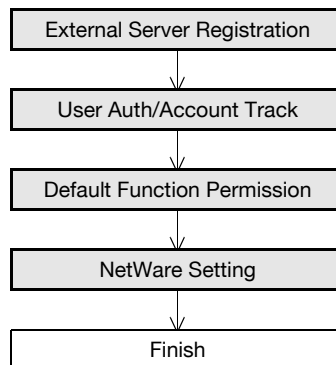 External Server Registration
User Auth/Account Track
Default Function Permission
NetWare Setting
Finish